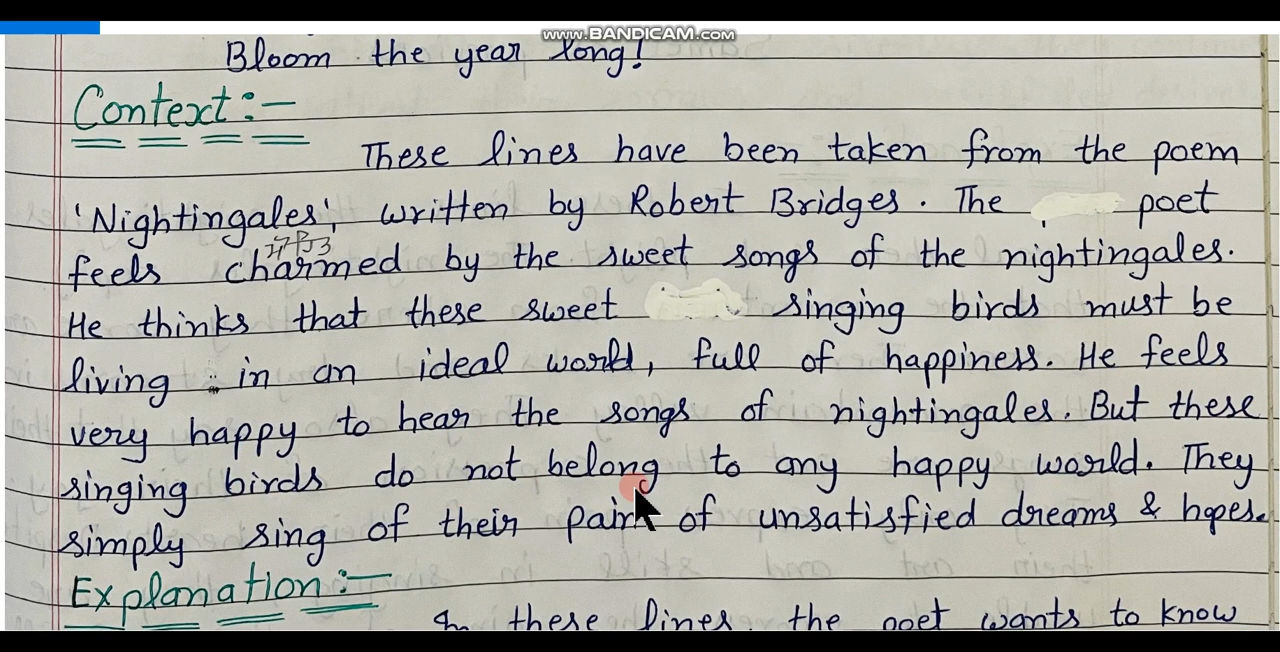 www.BANDICAM.com
Bloom the year long!
Context:-
These lines have been taken from the poem
'Nightingales', written by Robert Bridges. The poet
feels charmed by the sweet songs of the nightingales.
He thinks that these sweet singing birds must be
living in an ideal world, full of happiness. He feels
very happy to hear the songs of nightingales. But these
singing birds do not belong to any happy world. They
simply sing of their pain of unsatisfied dreams & hopes.
Explanation:-
In these lines, the poet wants to know